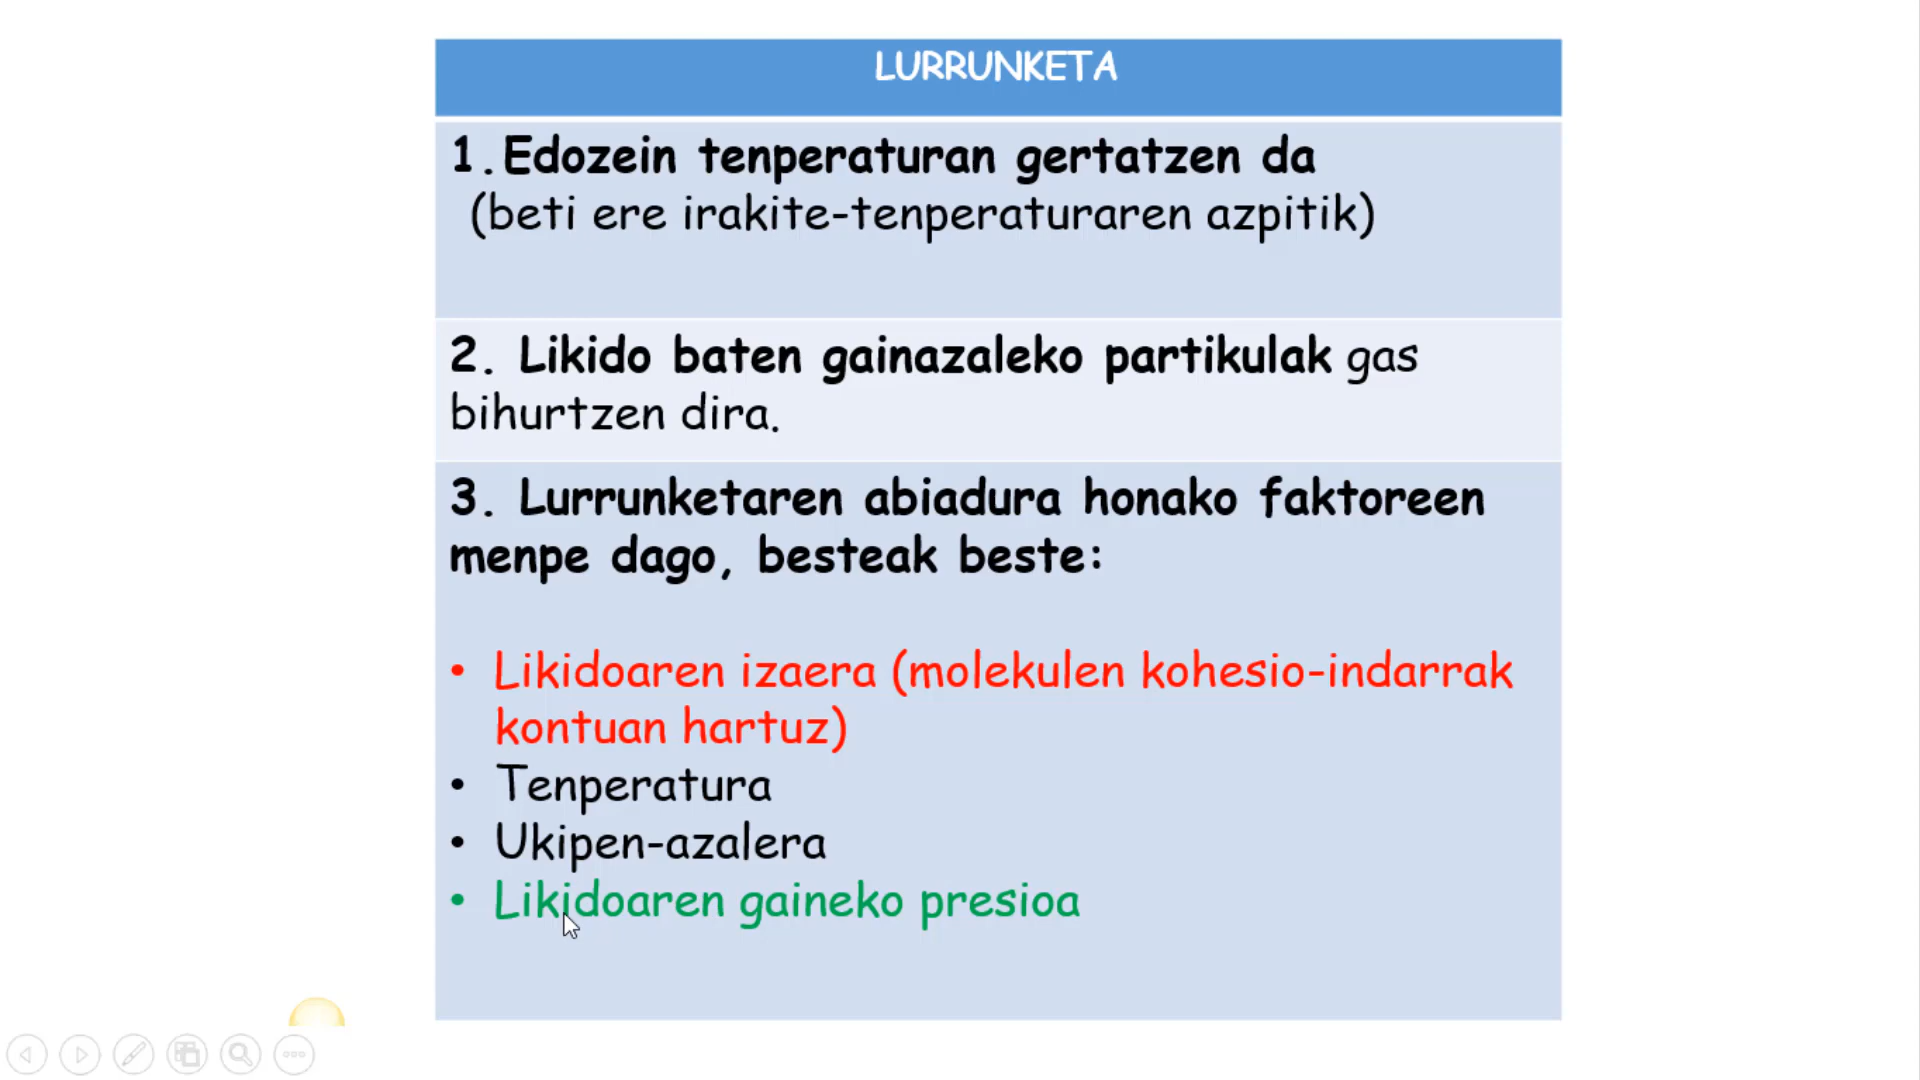 LURRUNKETA
1.Edozein tenperaturan gertatzen da
(beti ere irakite-tenperaturaren azpitik)
2. Likido baten gainazaleko partikulak gas
bihurtzen dira.
3. Lurrunketaren abiadura honako faktoreen
menpe dago, besteak beste:
• Likidoaren izaera (molekulen kohesio-indarrak
kontuan hartuz)
• Tenperatura
• Ukipen-azalera
• Likidoaren gaineko presioa